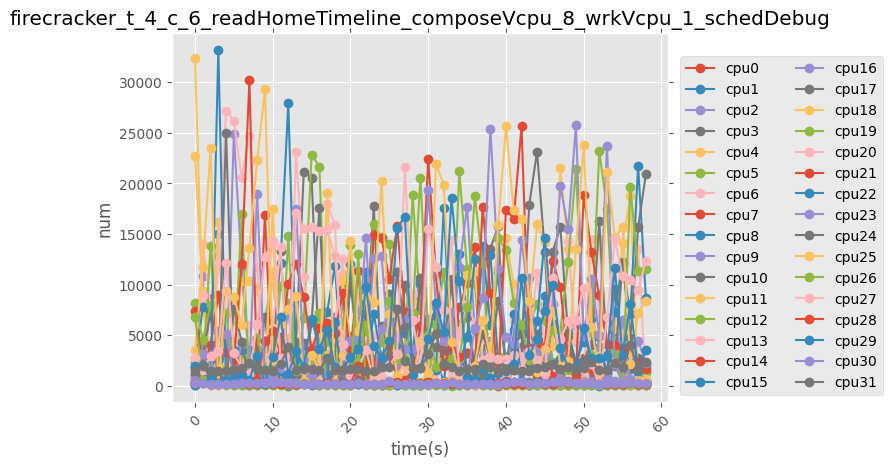 firecracker_t_4_c_6_readHomeTimeline_composeVcpu_8_wrkVcpu_1_schedDebug
30000
25000
20000
15000
10000
5000
0
num
0
10
20
30
40
50
60
time(s)
cpu0
cpu1
cpu2
cpu3
cpu4
cpu5
cpu6
cpu7
cpu8
cpu9
cpu10
cpu11
cpu12
cpu13
cpu14
cpu15
cpu16
cpu17
cpu18
cpu19
cpu20
cpu21
cpu22
cpu23
cpu24
cpu25
cpu26
cpu27
cpu28
cpu29
cpu30
cpu31